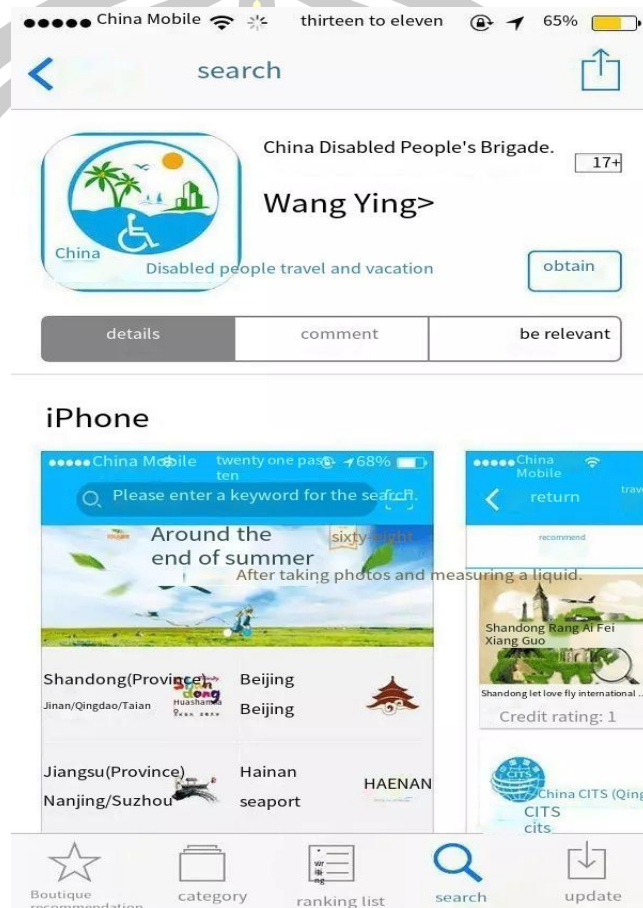 China Mobile thirteen to eleven 65%
search
China Disabled People's Brigade.
17+
Wang Ying>
China
Disabled people travel and vacation
obtain
details comment be relevant
iPhone
China Mobile twenty one past ten 68%
Please enter a keyword for the search.
Around the
end of summer
sixty-eight
After taking photos and measuring a liquid.
Shandong(Province)
Jinan/Qingdao/Taian
Beijing
Beijing
Jiangsu(Province)
Nanjing/Suzhou
Hainan
seaport
HAENAN
China Mobile
return
recommend
Shandong Rang Ai Fei
Xiang Guo
Shandong let love fly international ..
Credit rating: 1
CITS
China CITS (Qing
CITS
cits
Boutique
recommendation
category
ranking list
search
update